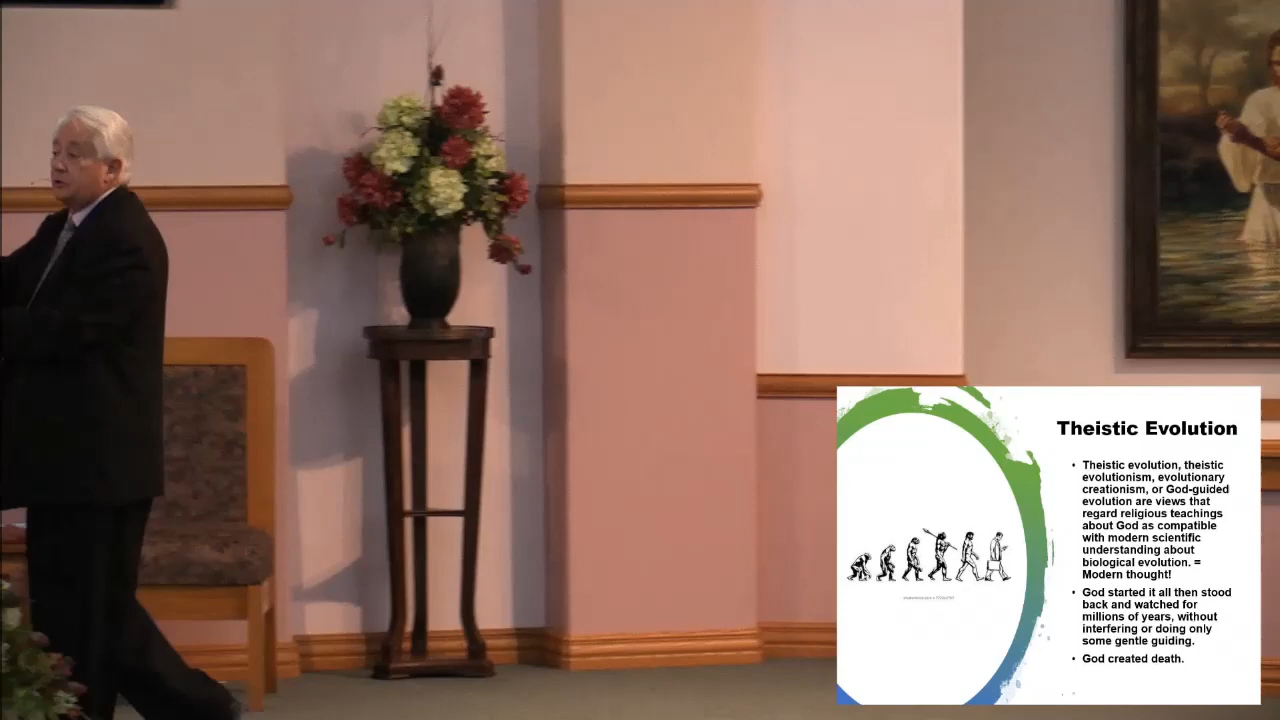 Theistic Evolution
• Theistic evolution, theistic
evolutionism, evolutionary
creationism, or God-guided
evolution are views that
regard religious teachings
about God as compatible
with modern scientific
understanding about
biological evolution. =
Modern thought!
• God started it all then stood
back and watched for
millions of years, without
interfering or doing only
some gentle guiding.
• God created death.